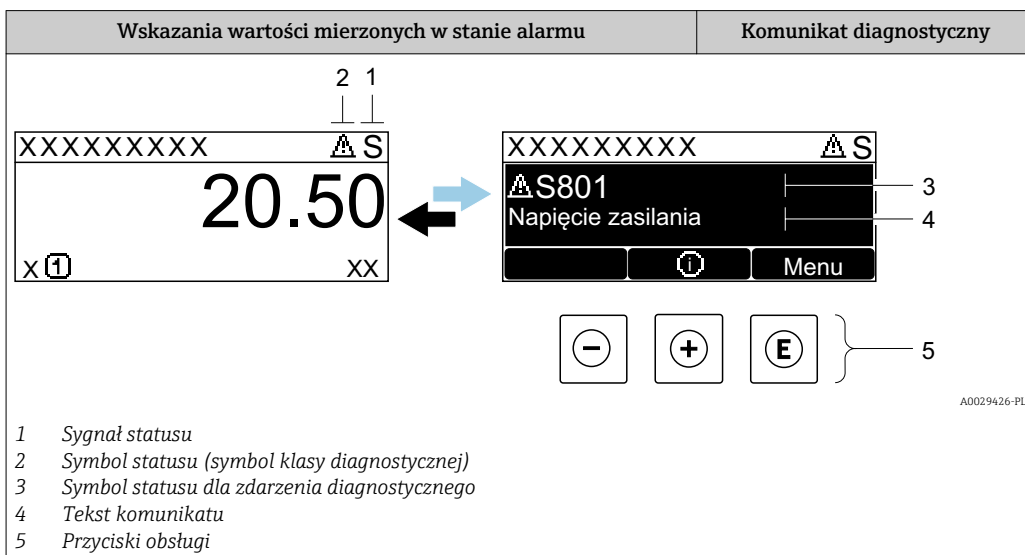 Wskazania wartości mierzonych w stanie alarmu Komunikat diagnostyczny
2 1
XXXXXXXXX ⚠ S
20.50
X 1 XX
XXXXXXXXX ⚠ S
⚠S801
Napięcie zasilania
i Menu
3
4
- + E
5
A0029426-PL
1 Sygnał statusu
2 Symbol statusu (symbol klasy diagnostycznej)
3 Symbol statusu dla zdarzenia diagnostycznego
4 Tekst komunikatu
5 Przyciski obsługi